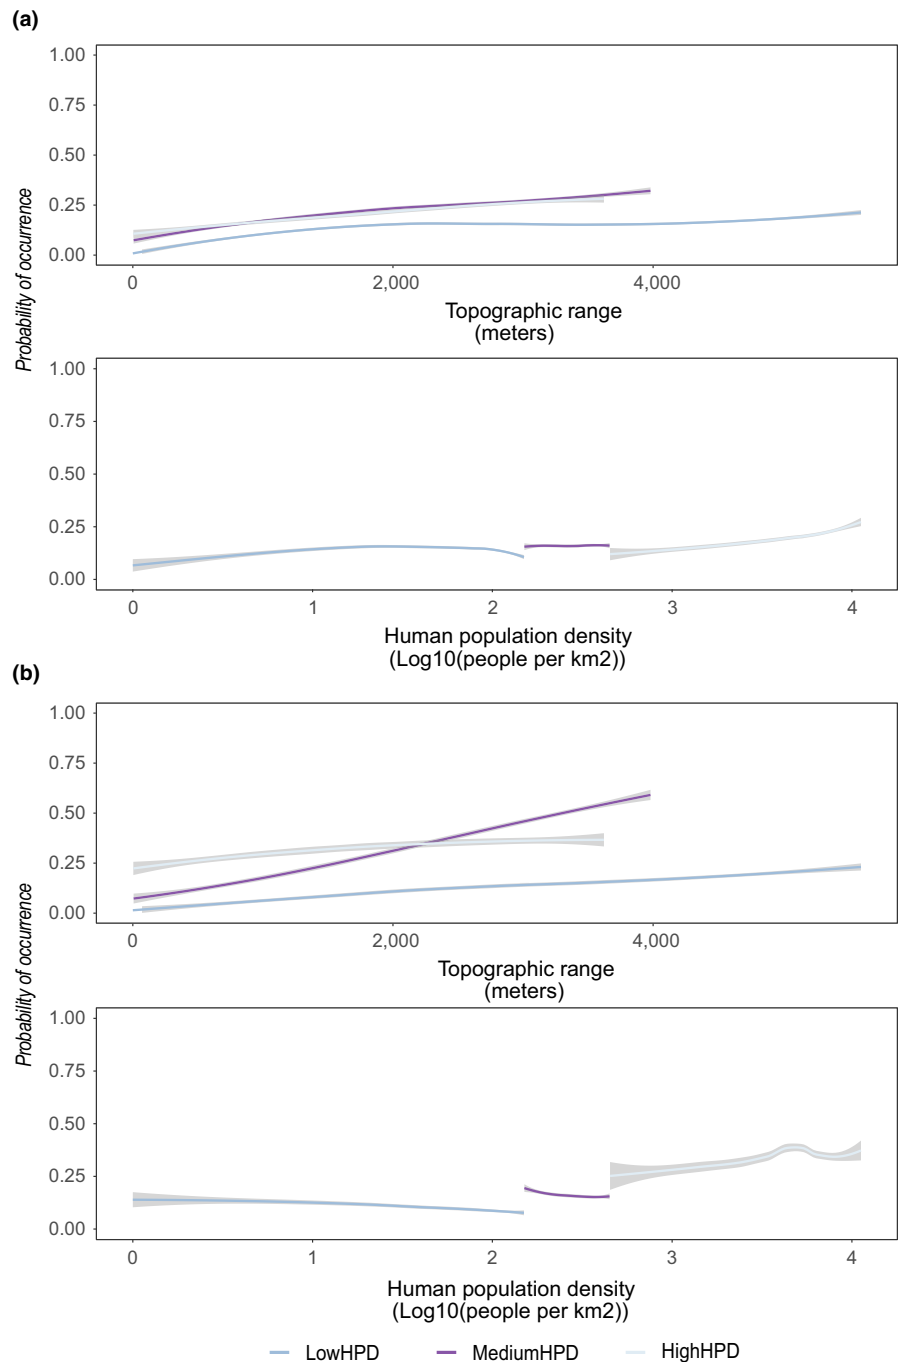 (a)
1.00
0.75
0.50
0.25
0.00
0 2,000 4,000
Topographic range
(meters)
Probability of occurrence
1.00
0.75
0.50
0.25
0.00
0 1 2 3 4
Human population density
(Log10(people per km2))
(b)
1.00
0.75
0.50
0.25
0.00
0 2,000 4,000
Topographic range
(meters)
Probability of occurrence
1.00
0.75
0.50
0.25
0.00
0 1 2 3 4
Human population density
(Log10(people per km2))
LowHPD MediumHPD HighHPD